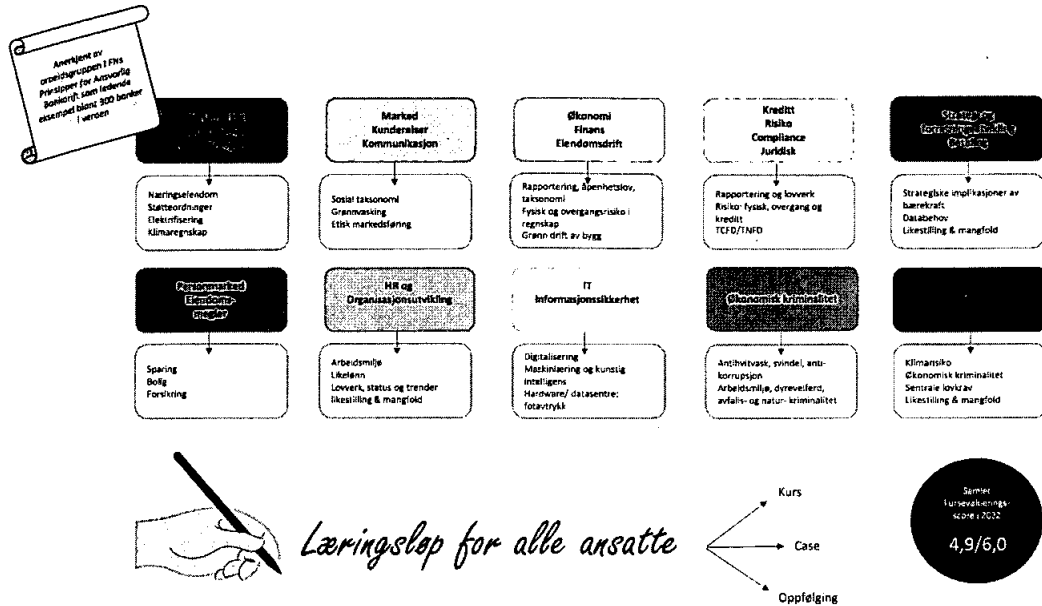 Anerkjent av
arbeidsgruppen i FNs
Prinsipper for Ansvarlig
Bankdrift som ledende
eksempel blant 300 banker
i verden
Marked
Kundereiser
Kommunikasjon
Økonomi
Finans
Eiendomsdrift
Kreditt
Risiko
Compliance
Juridisk
Strategi og
Næringseiendom
Støtteordninger
Elektrifisering
Klimaregnskap
Sosial taksonomi
Grønnvasking
Etisk markedsføring
Rapportering, åpenhetslov,
taksonomi
Fysisk og overgangsrisiko i
regnskap
Grønn drift av bygg
Rapportering og lovverk
Risiko: fysisk, overgang og
kreditt
TCFD/TNFD
Strategiske implikasjoner av
bærekraft
Databehov
Likestilling & mangfold
Personmarked
Eiendoms-
megler
HR og
Organisasjonsutvikling
IT
Informasjonssikkerhet
Økonomisk kriminalitet
Sparing
Bolig
Forsikring
Arbeidsmiljø
Likelønn
Lovverk, status og trender
likestilling & mangfold
Digitalisering
Maskinlæring og kunstig
intelligens
Hardware/ datasentre;
fotavtrykk
Antihvitvask, svindel, anti-
korrupsjon
Arbeidsmiljø, dyrevelferd,
avfalls- og natur- kriminalitet
Klimarisiko
Økonomisk kriminalitet
Sentrale lovkrav
Likestilling & mangfold
Læringsløp for alle ansatte
Kurs
Case
Oppfølging
Samlet
kursevaluerings-
score i 2022
4,9/6,0